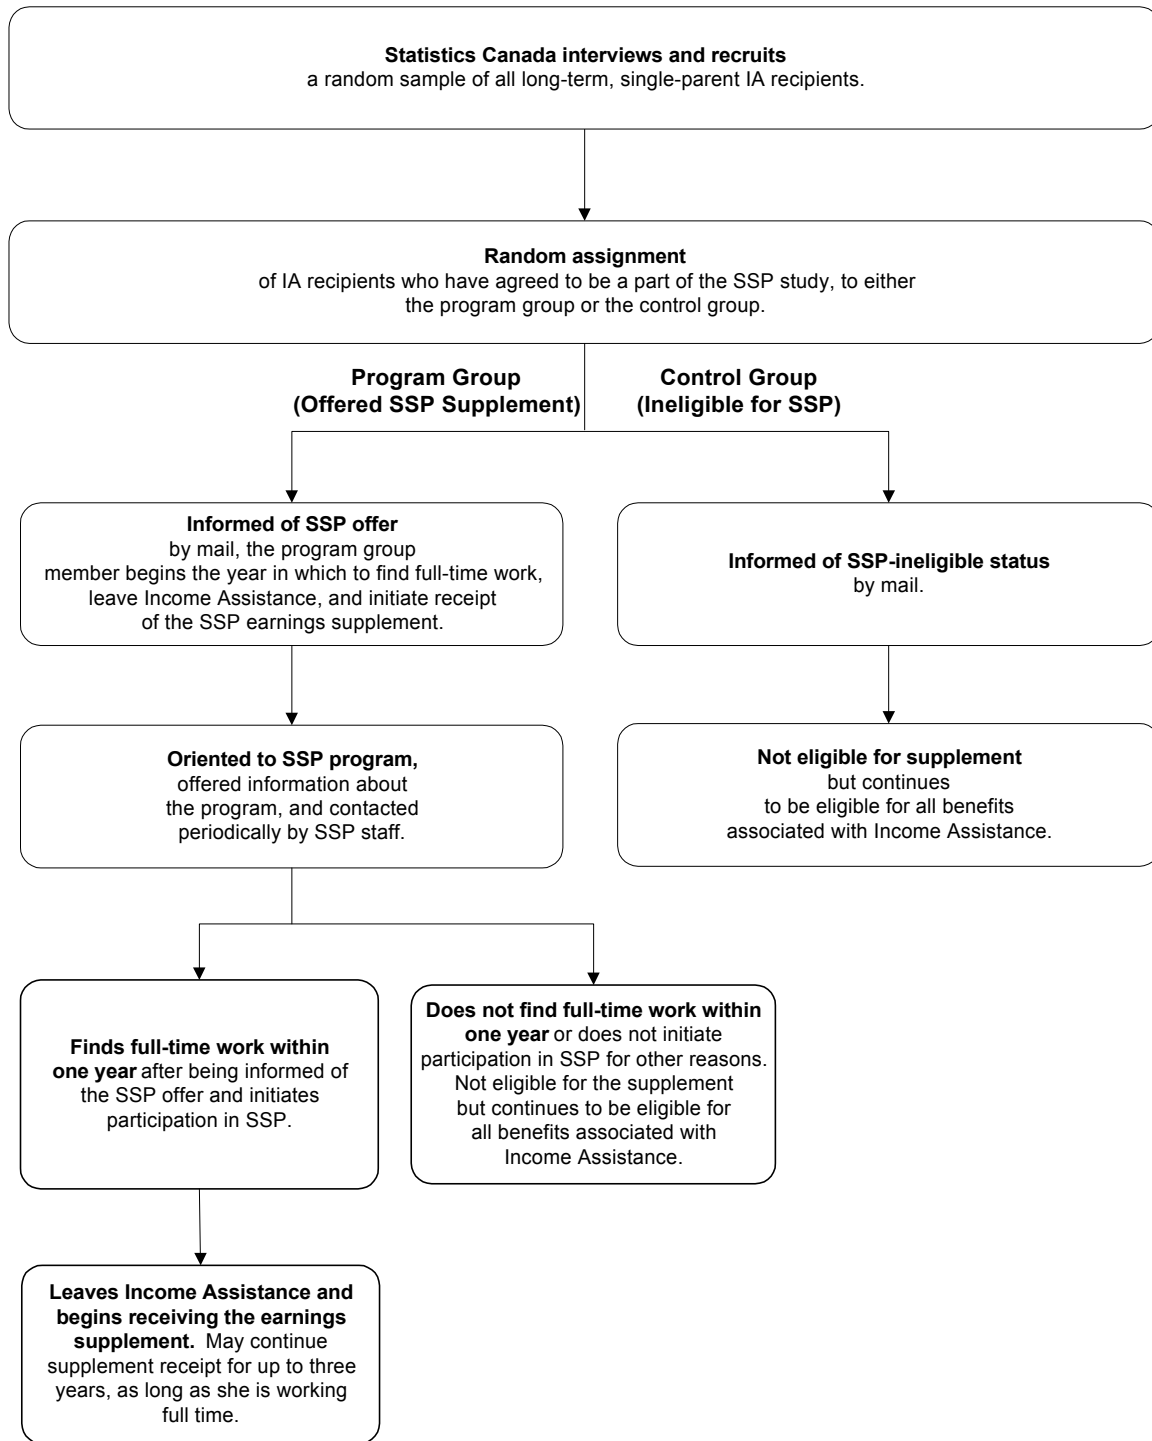 Statistics Canada interviews and recruits
a random sample of all long-term, single-parent IA recipients.
Random assignment
of IA recipients who have agreed to be a part of the SSP study, to either
the program group or the control group.
Program Group
(Offered SSP Supplement)
Control Group
(Ineligible for SSP)
Informed of SSP offer
by mail, the program group
member begins the year in which to find full-time work,
leave Income Assistance, and initiate receipt
of the SSP earnings supplement.
Informed of SSP-ineligible status
by mail.
Oriented to SSP program,
offered information about
the program, and contacted
periodically by SSP staff.
Not eligible for supplement
but continues
to be eligible for all benefits
associated with Income Assistance.
Finds full-time work within
one year after being informed of
the SSP offer and initiates
participation in SSP.
Does not find full-time work within
one year or does not initiate
participation in SSP for other reasons.
Not eligible for the supplement
but continues to be eligible for
all benefits associated with
Income Assistance.
Leaves Income Assistance and
begins receiving the earnings
supplement. May continue
supplement receipt for up to three
years, as long as she is working
full time.